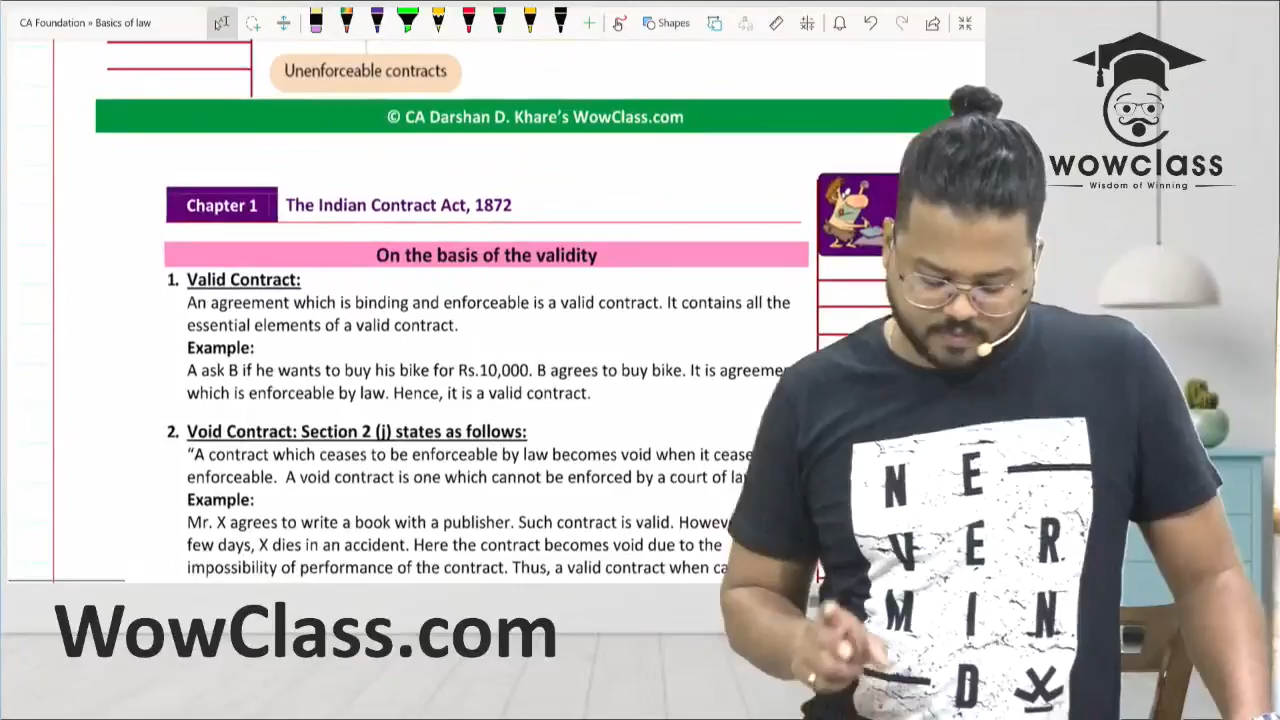 CA Foundation » Basics of law
Shapes
Unenforceable contracts
© CA Darshan D. Khare's WowClass.com
Chapter 1
The Indian Contract Act, 1872
On the basis of the validity
1. Valid Contract:
An agreement which is binding and enforceable is a valid contract. It contains all the
essential elements of a valid contract.
Example:
A ask B if he wants to buy his bike for Rs.10,000. B agrees to buy bike. It is agreeme
which is enforceable by law. Hence, it is a valid contract.
2. Void Contract: Section 2 (j) states as follows:
“A contract which ceases to be enforceable by law becomes void when it cease
enforceable. A void contract is one which cannot be enforced by a court of la
Example:
Mr. X agrees to write a book with a publisher. Such contract is valid. Howev
few days, X dies in an accident. Here the contract becomes void due to the
impossibility of performance of the contract. Thus, a valid contract when ca
WowClass.com
wowclass
Wisdom of Winning
N E
V E R
M I N
D